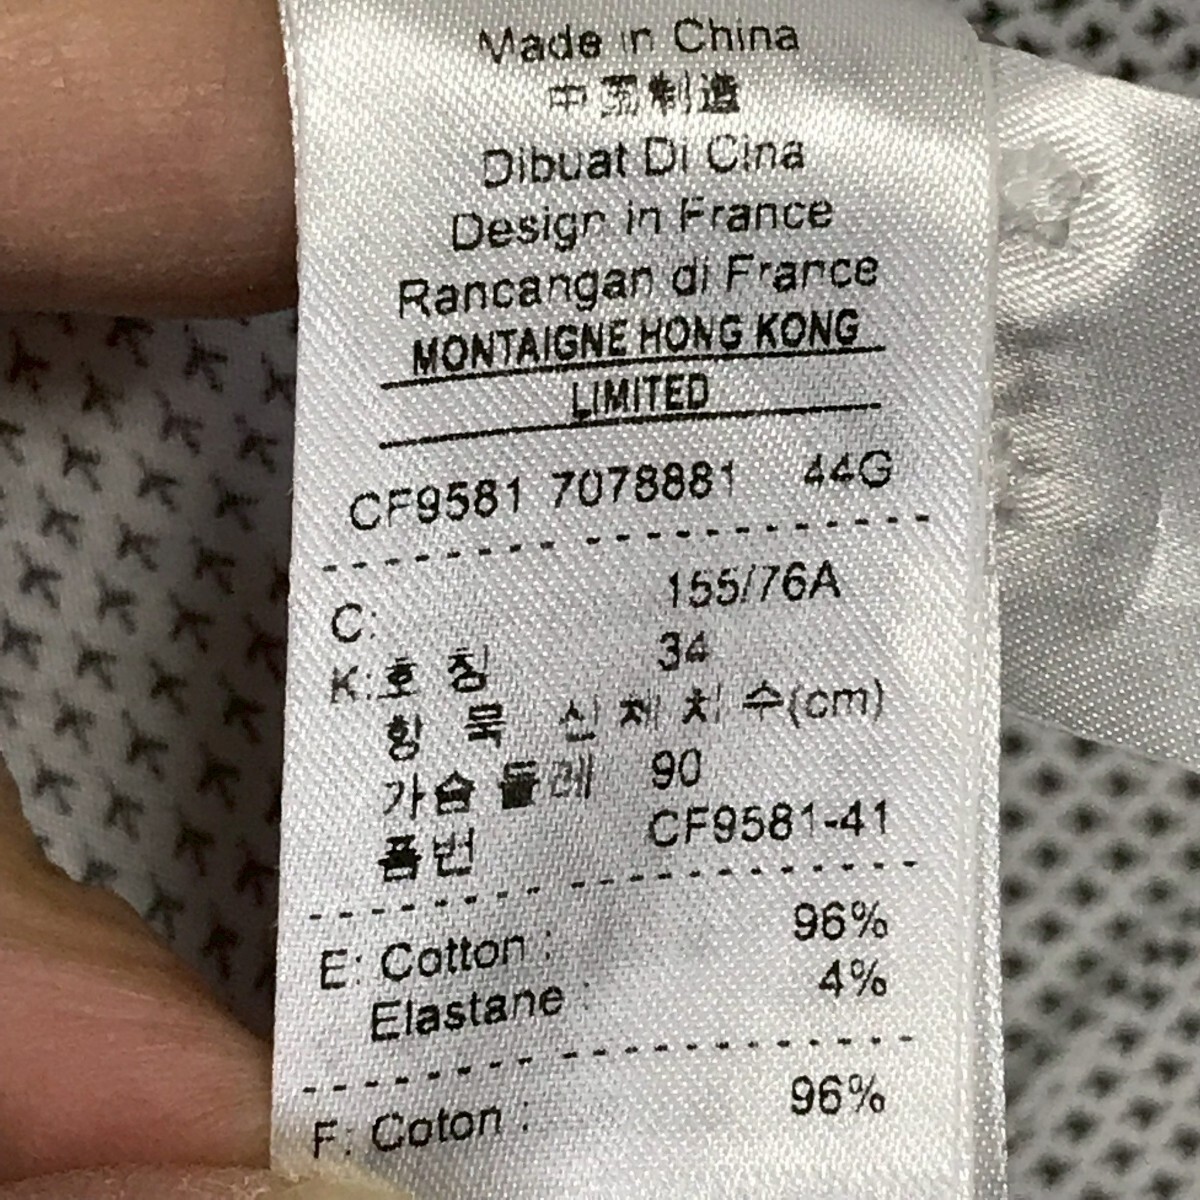 Made in China
中国制造
Dibuat Di Cina
Design in France
Rancangan di France
MONTAIGNE HONG KONG
LIMITED
CF9581 7078881 44G
C: 155/76A
K:호 칭 34
항 목 신 체 치 수(cm)
가슴 둘레 90
품번 CF9581-41
E: Cotton : 96%
Elastane : 4%
F: Coton : 96%